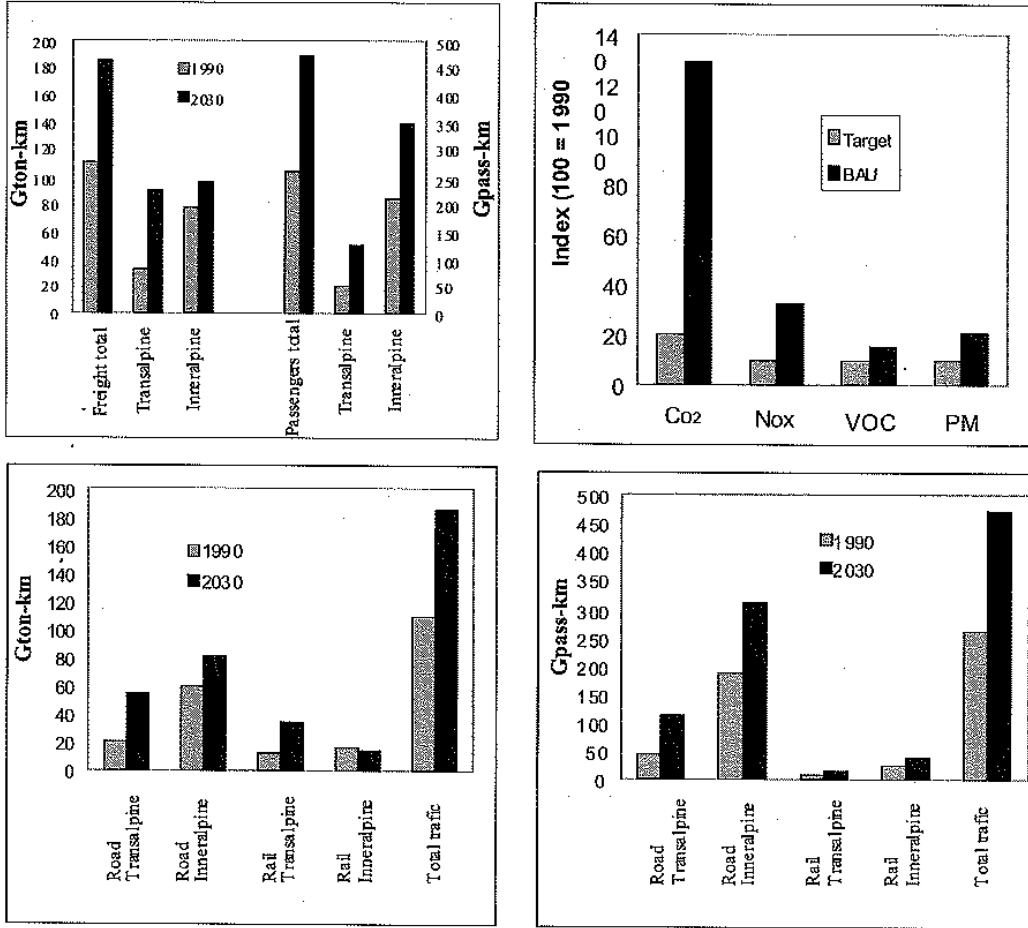 200
180
160
140
120
100
80
60
40
20
0
Gton-km
1990
2030
500
450
400
350
300
250
200
150
100
50
0
Gpass-km
Freight total
Transalpine
Inneralpine
Passengers total
Transalpine
Inneralpine
14
0
12
0
10
0
80
60
40
20
0
Index (100 = 1990
Target
BAU
Co2
Nox
VOC
PM
200
180
160
140
120
100
80
60
40
20
0
Gton-km
1990
2030
Road
Transalpine
Road
Inneralpine
Rail
Transalpine
Rail
Inneralpine
Total trafic
500
450
400
350
300
250
200
150
100
50
0
Gpass-km
1990
2030
Road
Transalpine
Road
Inneralpine
Rail
Transalpine
Rail
Inneralpine
Total trafic